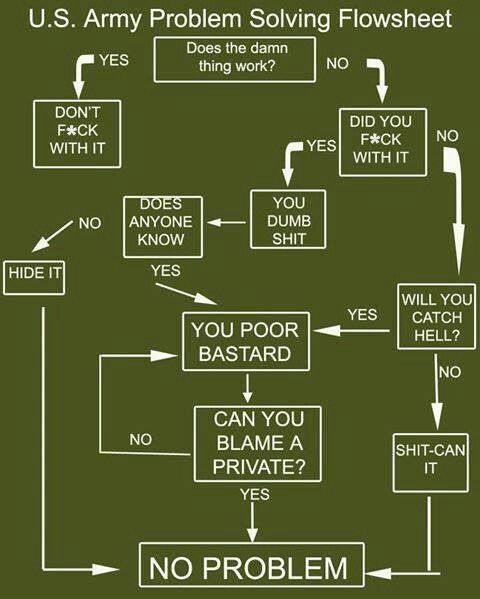 U.S. Army Problem Solving Flowsheet
Does the damn
thing work?
YES
NO
DON'T
F*CK
WITH IT
DID YOU
F*CK
WITH IT
YES
NO
DOES
ANYONE
KNOW
YOU
DUMB
SHIT
NO
HIDE IT
YES
WILL YOU
CATCH
HELL?
YES
YOU POOR
BASTARD
NO
CAN YOU
BLAME A
PRIVATE?
NO
SHIT-CAN
IT
YES
NO PROBLEM